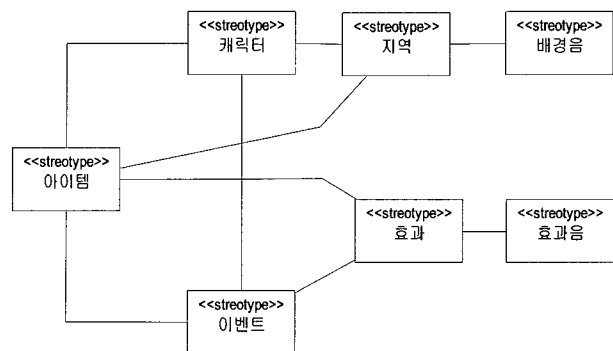 <<streotype>>
캐릭터
<<streotype>>
지역
<<streotype>>
배경음
<<streotype>>
아이템
<<streotype>>
효과
<<streotype>>
효과음
<<streotype>>
이벤트